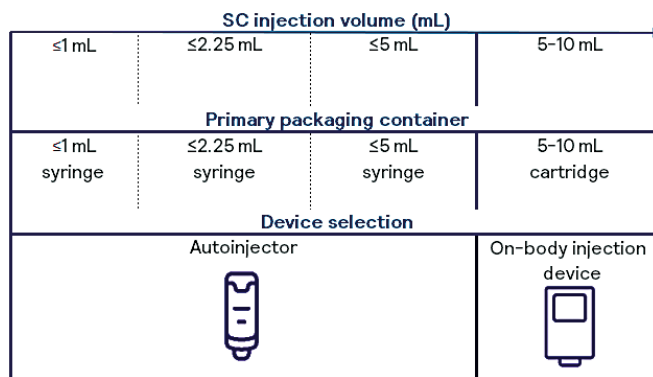 SC injection volume (mL)
≤1 mL ≤2.25 mL ≤5 mL 5-10 mL
Primary packaging container
≤1 mL ≤2.25 mL ≤5 mL 5-10 mL
syringe syringe syringe cartridge
Device selection
Autoinjector On-body injection
device